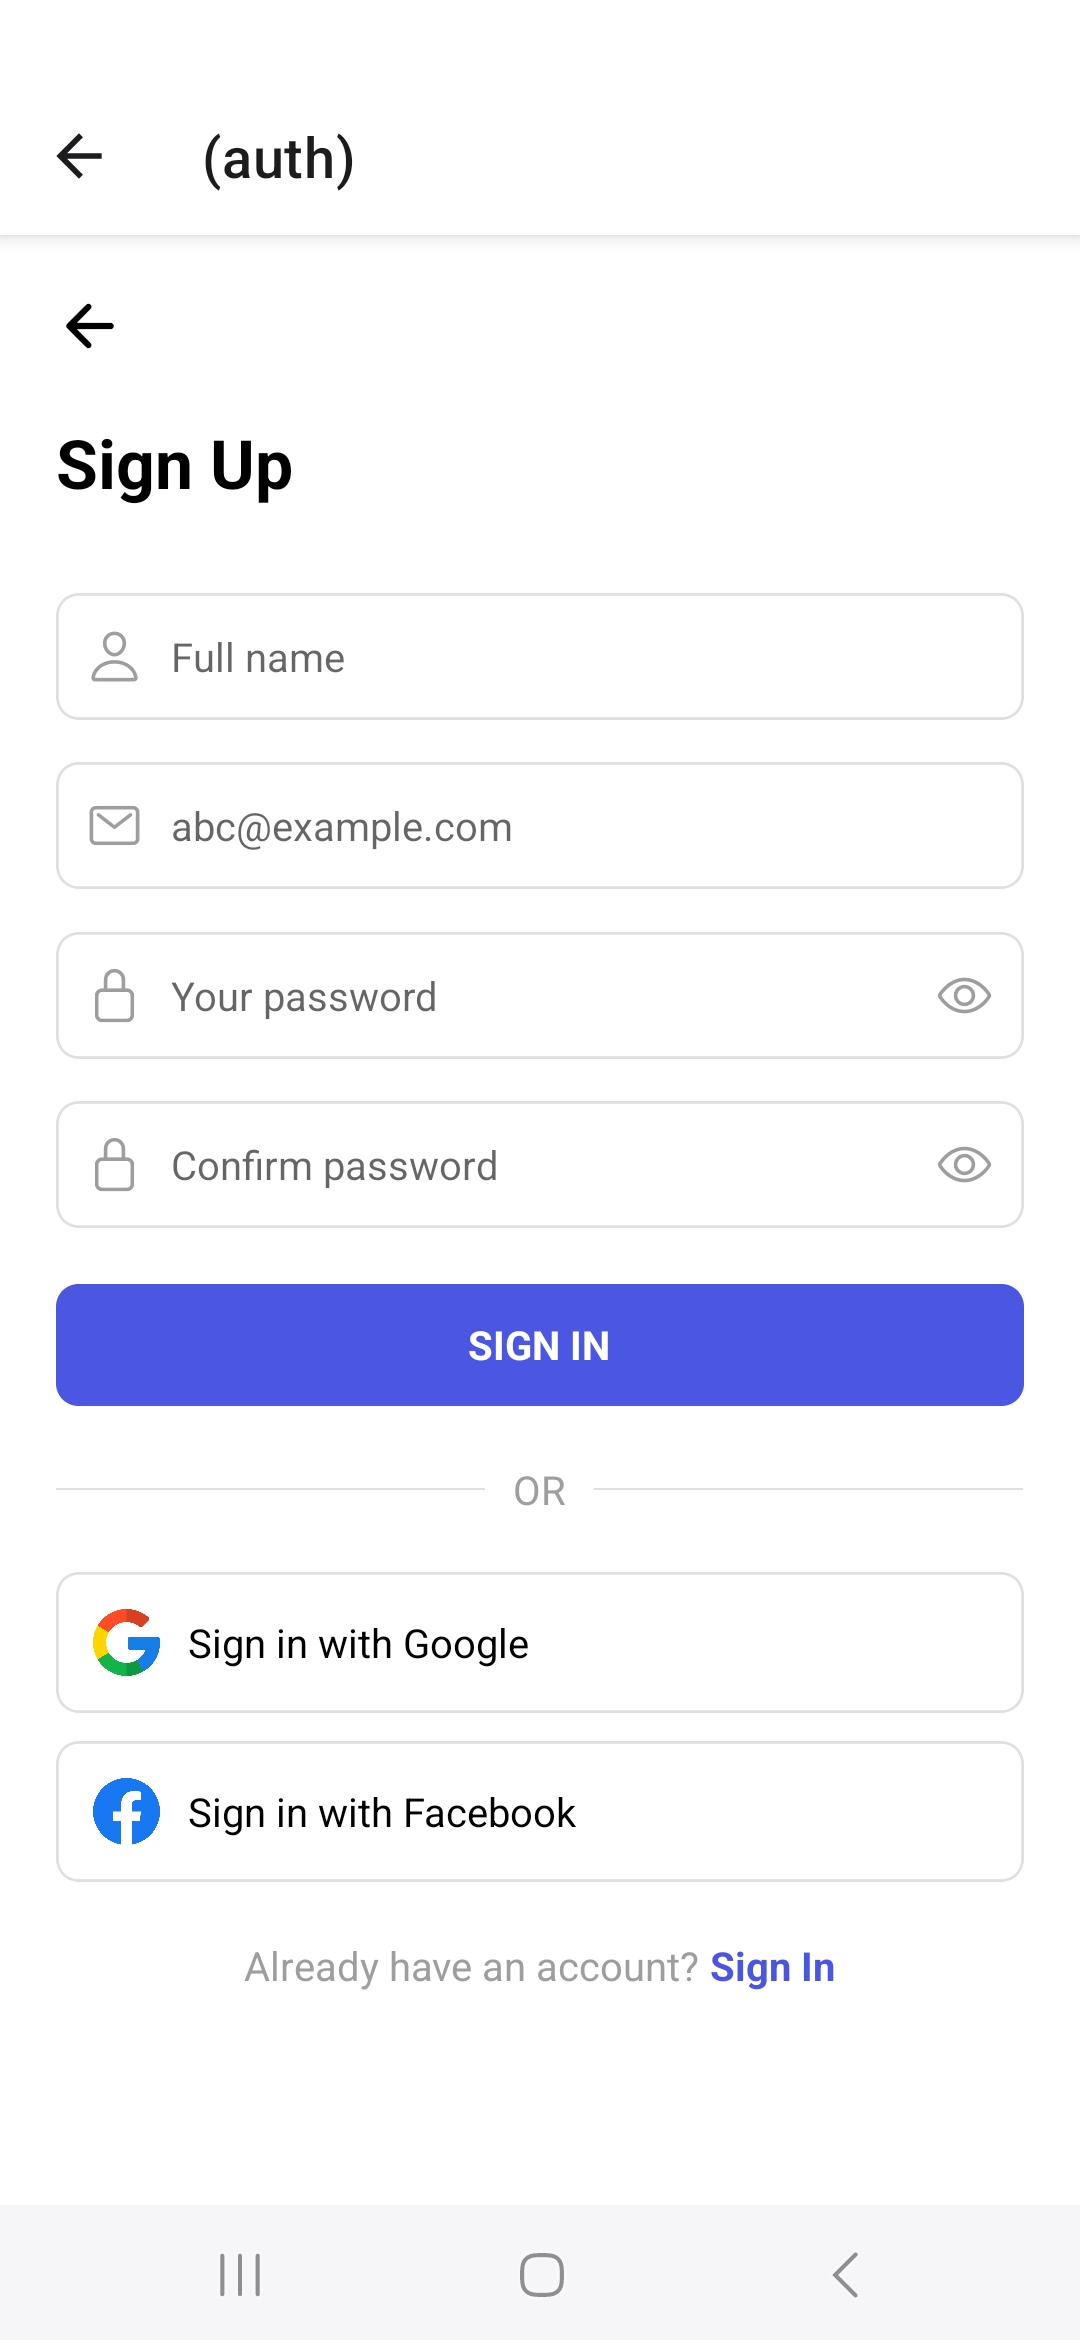 (auth)
Sign Up
Full name
abc@example.com
Your password
Confirm password
SIGN IN
OR
Sign in with Google
Sign in with Facebook
Already have an account? Sign In